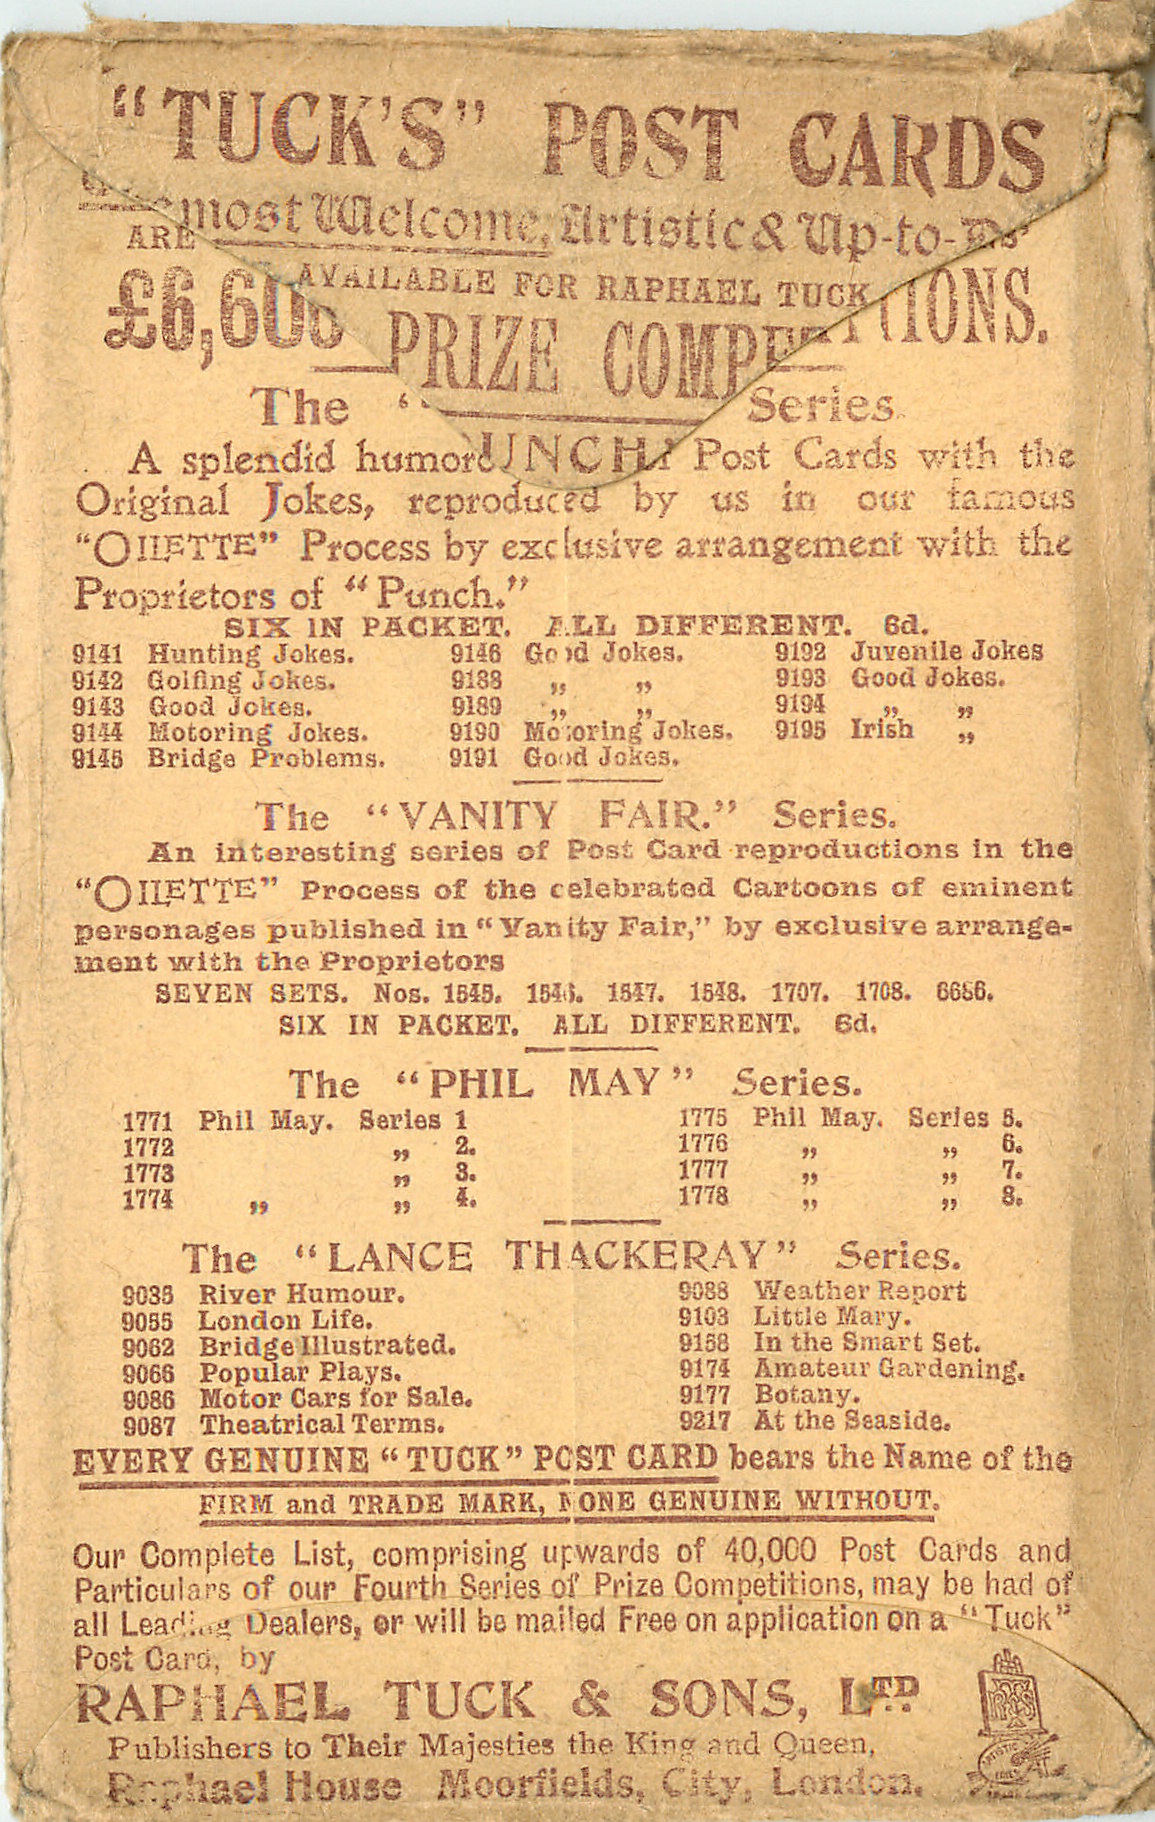 "TUCK'S" POST CARDS
ARE most Welcome, Artistic & Up-to-
AVAILABLE FOR RAPHAEL TUCK
£6,60 PRIZE COMPETITIONS.
The "PUNCH" Series
A splendid humor Post Cards with the
Original Jokes, reproduced by us in our famous
"OILETTE" Process by exclusive arrangement with the
Proprietors of "Punch."
SIX IN PACKET. ALL DIFFERENT. 6d.
9141 Hunting Jokes. 9146 Good Jokes. 9192 Juvenile Jokes
9142 Golfing Jokes. 9188 „ „ 9193 Good Jokes.
9143 Good Jokes. 9189 „ „ 9194 „ „
9144 Motoring Jokes. 9190 Motoring Jokes. 9195 Irish „
9145 Bridge Problems. 9191 Good Jokes.
The "VANITY FAIR." Series.
An interesting series of Post Card reproductions in the
"OILETTE" Process of the celebrated Cartoons of eminent
personages published in "Vanity Fair," by exclusive arrange-
ment with the Proprietors
SEVEN SETS. Nos. 1545. 1546. 1547. 1548. 1707. 1708. 6686.
SIX IN PACKET. ALL DIFFERENT. 6d.
The "PHIL MAY" Series.
1771 Phil May. Series 1 1775 Phil May. Series 5.
1772 „ 2. 1776 „ „ 6.
1773 „ 3. 1777 „ „ 7.
1774 „ „ 4. 1778 „ „ 8.
The "LANCE THACKERAY" Series.
9036 River Humour. 9088 Weather Report
9055 London Life. 9103 Little Mary.
9062 Bridge Illustrated. 9158 In the Smart Set.
9066 Popular Plays. 9174 Amateur Gardening.
9086 Motor Cars for Sale. 9177 Botany.
9087 Theatrical Terms. 9217 At the Seaside.
EVERY GENUINE "TUCK" POST CARD bears the Name of the
FIRM and TRADE MARK, NONE GENUINE WITHOUT.
Our Complete List, comprising upwards of 40,000 Post Cards and
Particulars of our Fourth Series of Prize Competitions, may be had of
all Leading Dealers, or will be mailed Free on application on a "Tuck"
Post Card, by
RAPHAEL TUCK & SONS, LTD.
Publishers to Their Majesties the King and Queen,
Raphael House Moorfields, City, London.